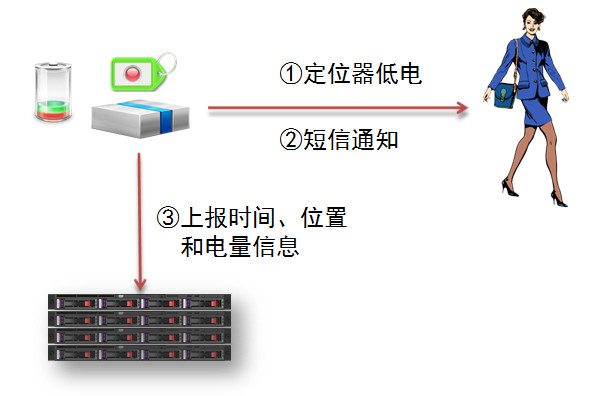 ①定位器低电
②短信通知
③上报时间、位置
和电量信息